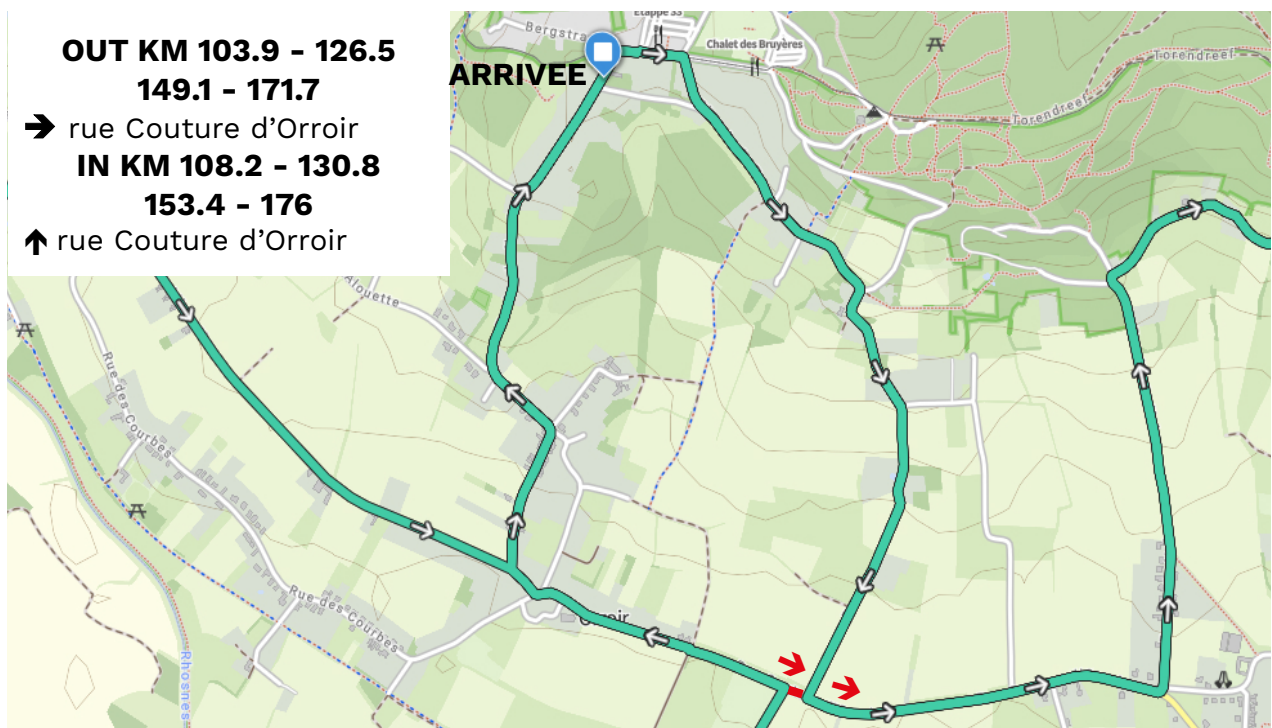 OUT KM 103.9 - 126.5
149.1 - 171.7
rue Couture d'Orroir
IN KM 108.2 - 130.8
153.4 - 176
rue Couture d'Orroir
ARRIVEE
Etappe 33
Chalet des Bruyères
Torendreef
Torendreef
Alouette
Rue des Courbes
Rue des Courbes
Rhosnes